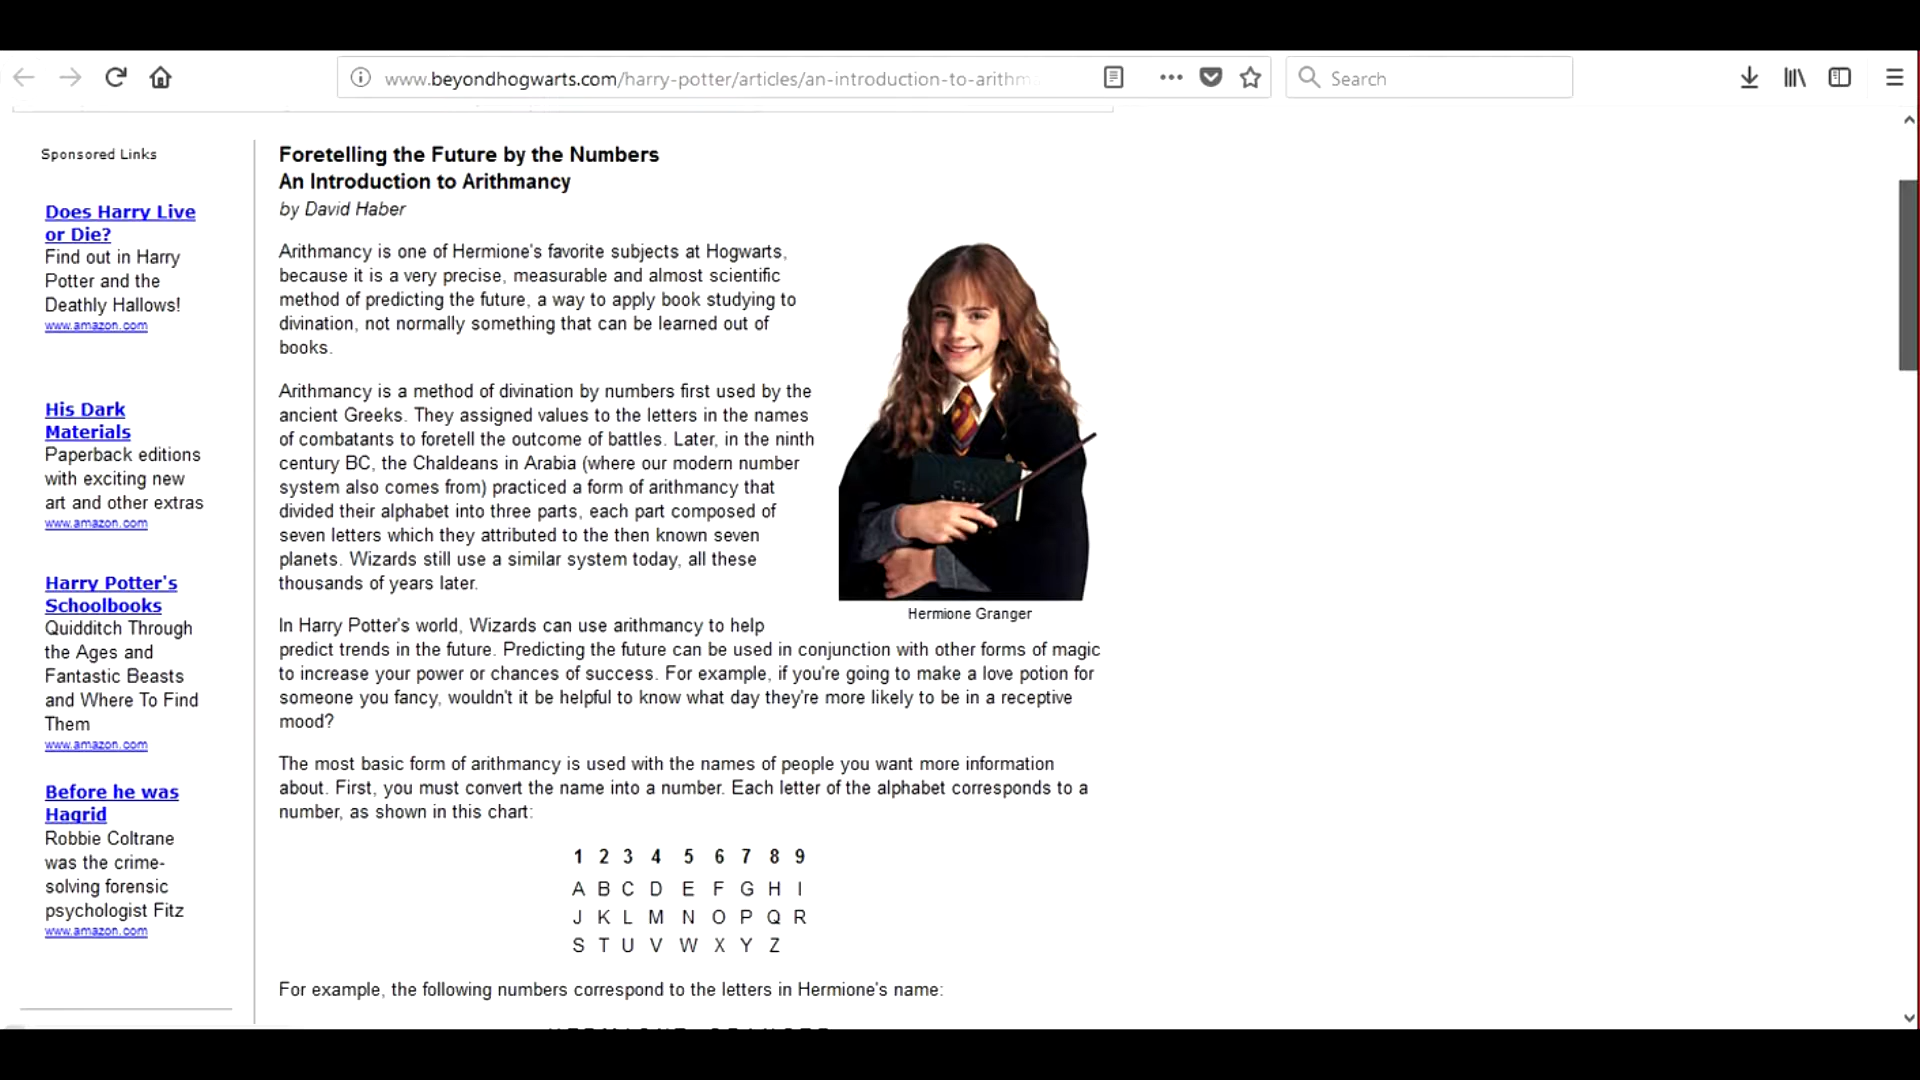 www.beyondhogwarts.com/harry-potter/articles/an-introduction-to-arithm
Search
Sponsored Links
Does Harry Live
or Die?
Find out in Harry
Potter and the
Deathly Hallows!
www.amazon.com
His Dark
Materials
Paperback editions
with exciting new
art and other extras
www.amazon.com
Harry Potter's
Schoolbooks
Quidditch Through
the Ages and
Fantastic Beasts
and Where To Find
Them
www.amazon.com
Before he was
Hagrid
Robbie Coltrane
was the crime-
solving forensic
psychologist Fitz
www.amazon.com
Foretelling the Future by the Numbers
An Introduction to Arithmancy
by David Haber
Arithmancy is one of Hermione's favorite subjects at Hogwarts,
because it is a very precise, measurable and almost scientific
method of predicting the future, a way to apply book studying to
divination, not normally something that can be learned out of
books.
Arithmancy is a method of divination by numbers first used by the
ancient Greeks. They assigned values to the letters in the names
of combatants to foretell the outcome of battles. Later, in the ninth
century BC, the Chaldeans in Arabia (where our modern number
system also comes from) practiced a form of arithmancy that
divided their alphabet into three parts, each part composed of
seven letters which they attributed to the then known seven
planets. Wizards still use a similar system today, all these
thousands of years later.
Hermione Granger
In Harry Potter's world, Wizards can use arithmancy to help
predict trends in the future. Predicting the future can be used in conjunction with other forms of magic
to increase your power or chances of success. For example, if you're going to make a love potion for
someone you fancy, wouldn't it be helpful to know what day they're more likely to be in a receptive
mood?
The most basic form of arithmancy is used with the names of people you want more information
about. First, you must convert the name into a number. Each letter of the alphabet corresponds to a
number, as shown in this chart:
1 2 3 4 5 6 7 8 9
A B C D E F G H I
J K L M N O P Q R
S T U V W X Y Z
For example, the following numbers correspond to the letters in Hermione's name: